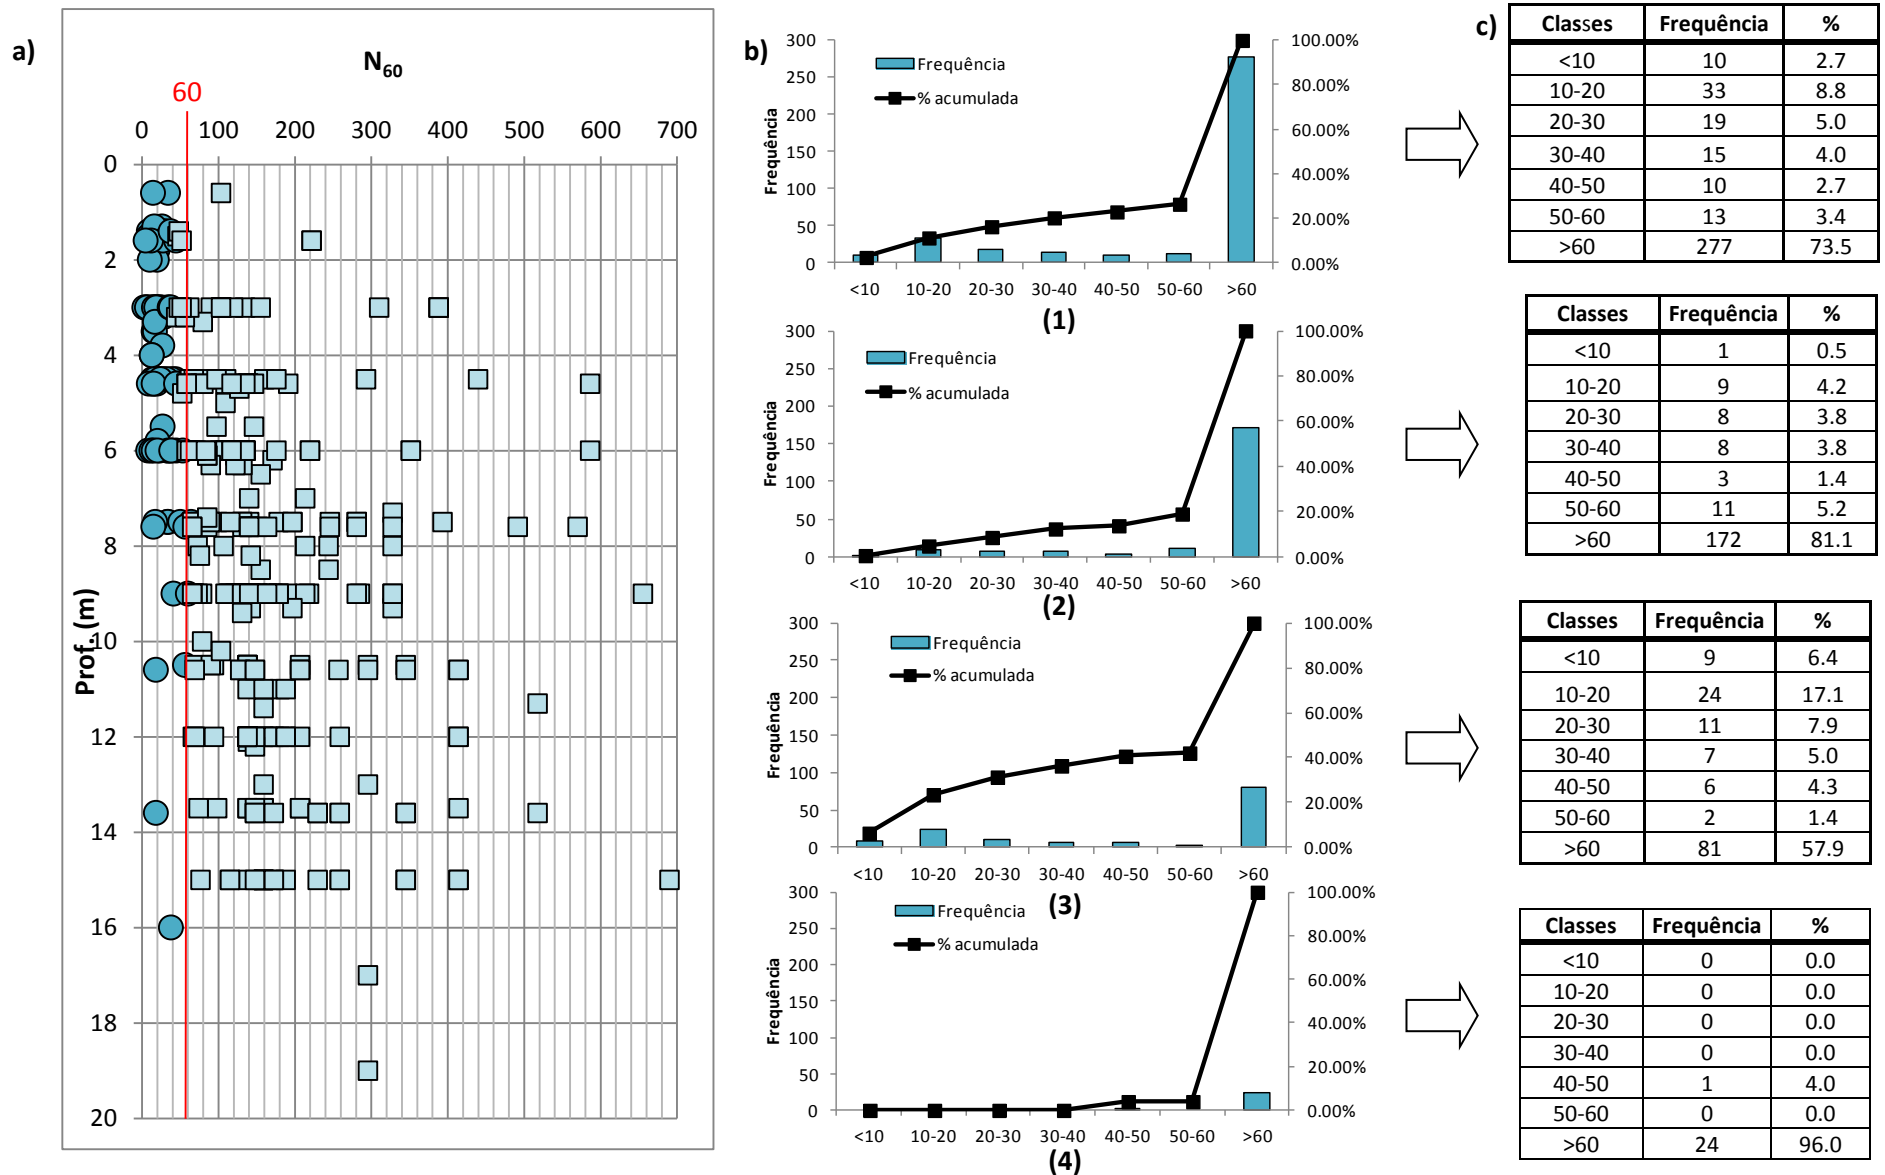 a)
N60
60
0 100 200 300 400 500 600 700
0
2
4
6
8
10
12
14
16
18
20
Prof. (m)
b)
300
250
200
150
100
50
0
Frequência
Frequência
% acumulada
100.00%
80.00%
60.00%
40.00%
20.00%
0.00%
<10 10-20 20-30 30-40 40-50 50-60 >60
(1)
300
250
200
150
100
50
0
Frequência
Frequência
% acumulada
100.00%
80.00%
60.00%
40.00%
20.00%
0.00%
<10 10-20 20-30 30-40 40-50 50-60 >60
(2)
300
250
200
150
100
50
0
Frequência
Frequência
% acumulada
100.00%
80.00%
60.00%
40.00%
20.00%
0.00%
<10 10-20 20-30 30-40 40-50 50-60 >60
(3)
300
250
200
150
100
50
0
Frequência
Frequência
% acumulada
100.00%
80.00%
60.00%
40.00%
20.00%
0.00%
<10 10-20 20-30 30-40 40-50 50-60 >60
(4)
c)
Classes Frequência %
<10 10 2.7
10-20 33 8.8
20-30 19 5.0
30-40 15 4.0
40-50 10 2.7
50-60 13 3.4
>60 277 73.5
Classes Frequência %
<10 1 0.5
10-20 9 4.2
20-30 8 3.8
30-40 8 3.8
40-50 3 1.4
50-60 11 5.2
>60 172 81.1
Classes Frequência %
<10 9 6.4
10-20 24 17.1
20-30 11 7.9
30-40 7 5.0
40-50 6 4.3
50-60 2 1.4
>60 81 57.9
Classes Frequência %
<10 0 0.0
10-20 0 0.0
20-30 0 0.0
30-40 0 0.0
40-50 1 4.0
50-60 0 0.0
>60 24 96.0